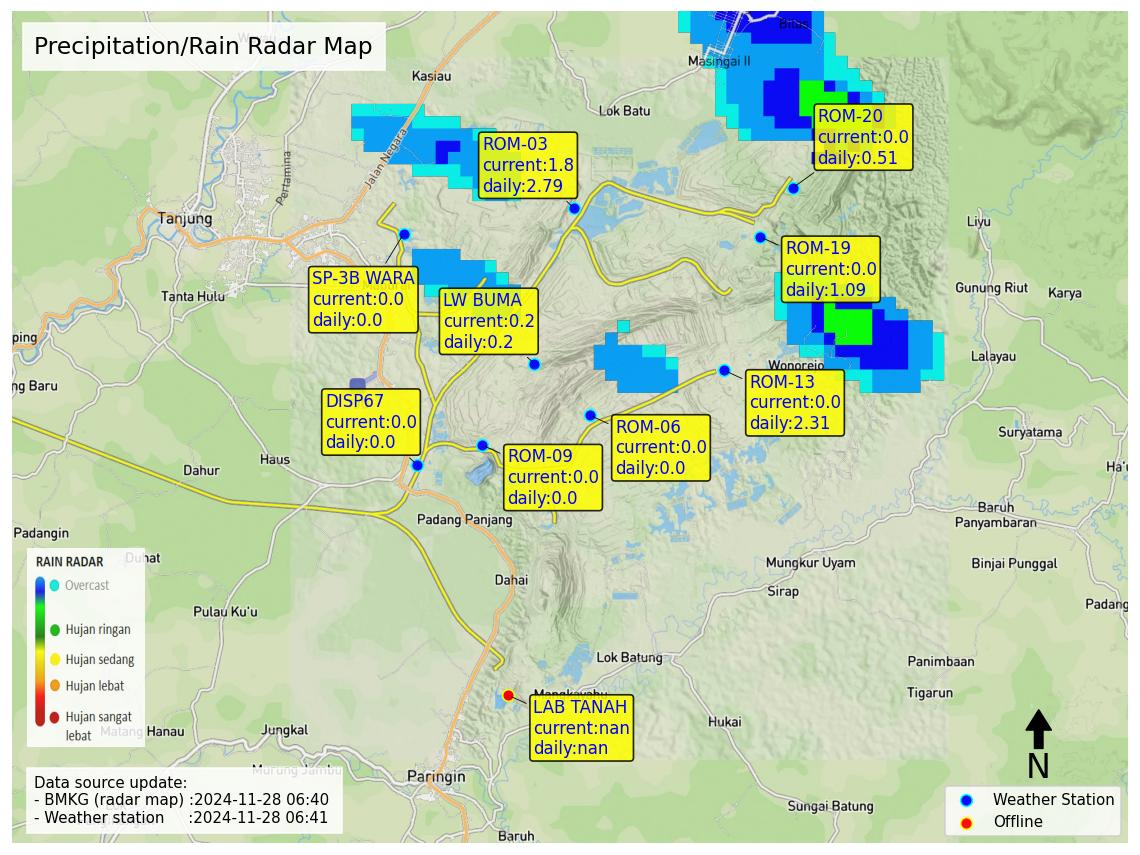 Precipitation/Rain Radar Map
Bilas
Masingai II
Kasiau
Lok Batu
Jalan Negara
Pertamina
Tanjung
Tanta Hulu
ROM-20
current:0.0
daily:0.51
ROM-03
current:1.8
daily:2.79
Liyu
ROM-19
current:0.0
daily:1.09
SP-3B WARA
current:0.0
daily:0.0
LW BUMA
current:0.2
daily:0.2
Gunung Riut
Karya
ping
Lalayau
Wonorejo
ng Baru
ROM-13
current:0.0
daily:2.31
DISP67
current:0.0
daily:0.0
ROM-06
current:0.0
daily:0.0
Suryatama
ROM-09
current:0.0
daily:0.0
Haus
Dahur
Ha'u
Baruh
Panyambaran
Padang Panjang
Padangin
Duhat
Mungkur Uyam
Binjai Punggal
Dahai
Sirap
Padang
Pulau Ku'u
RAIN RADAR
Overcast
Hujan ringan
Hujan sedang
Hujan lebat
Hujan sangat
lebat
Lok Batung
Panimbaan
Tigarun
Mangkayahu
LAB TANAH
current:nan
daily:nan
Hukai
Matang Hanau
Jungkal
Murung Jambu
Paringin
Sungai Batung
Baruh
N
Data source update:
- BMKG (radar map) :2024-11-28 06:40
- Weather station :2024-11-28 06:41
Weather Station
Offline